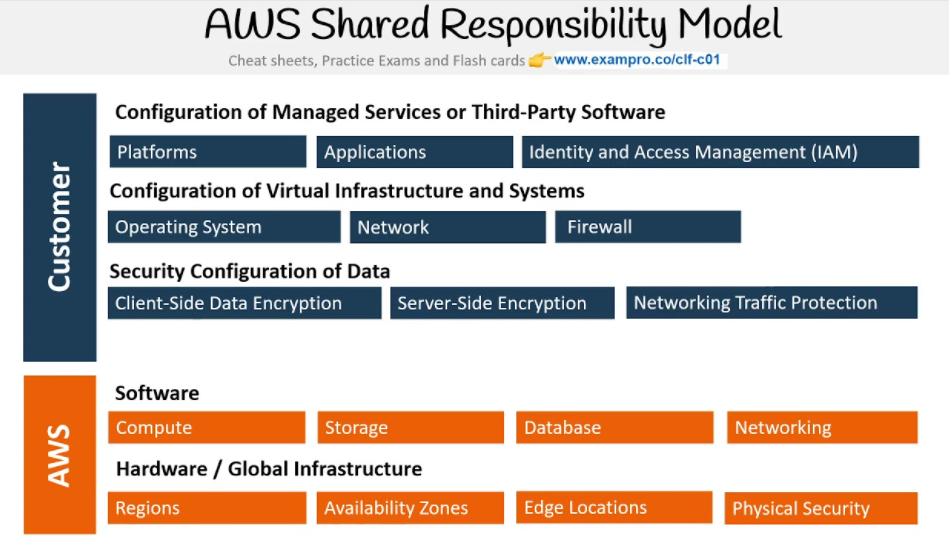 AWS Shared Responsibility Model
Cheat sheets, Practice Exams and Flash cards 👉 www.exampro.co/clf-c01
Customer
Configuration of Managed Services or Third-Party Software
Platforms
Applications
Identity and Access Management (IAM)
Configuration of Virtual Infrastructure and Systems
Operating System
Network
Firewall
Security Configuration of Data
Client-Side Data Encryption
Server-Side Encryption
Networking Traffic Protection
AWS
Software
Compute
Storage
Database
Networking
Hardware / Global Infrastructure
Regions
Availability Zones
Edge Locations
Physical Security